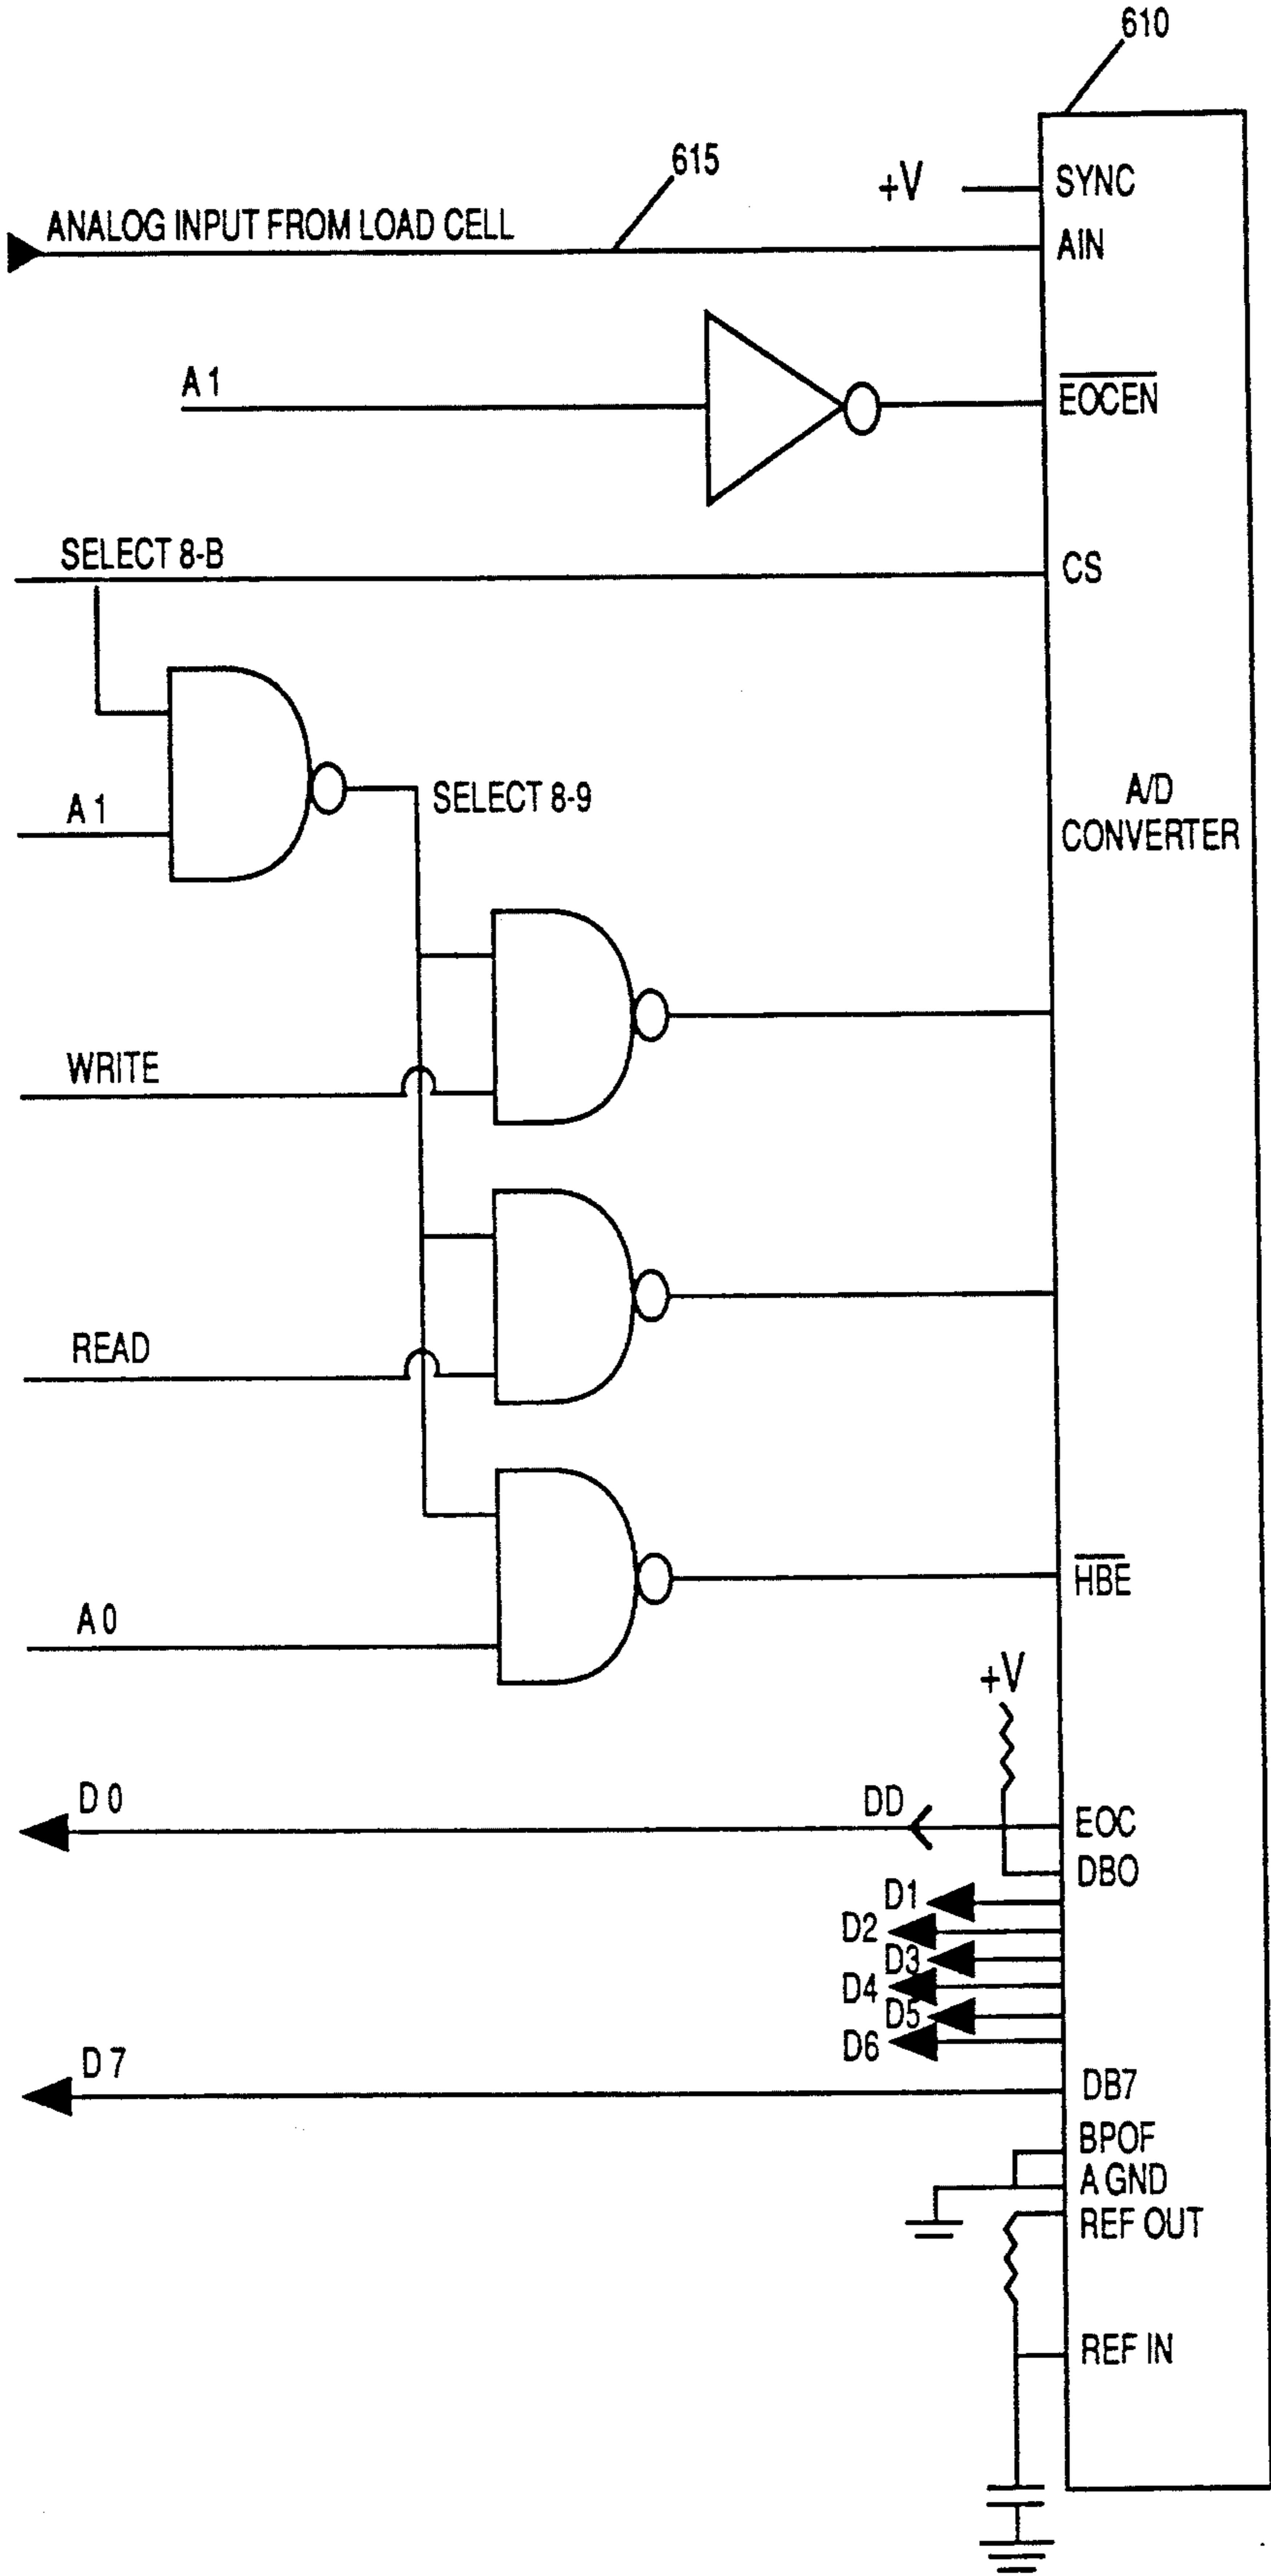 610
615
+V
SYNC
ANALOG INPUT FROM LOAD CELL
AIN
A 1
EOCEN
SELECT 8-B
CS
A/D
CONVERTER
SELECT 8-9
A 1
WRITE
READ
HBE
A 0
+V
D 0
DD
EOC
DBO
D1
D2
D3
D4
D5
D6
D 7
DB7
BPOF
A GND
REF OUT
REF IN